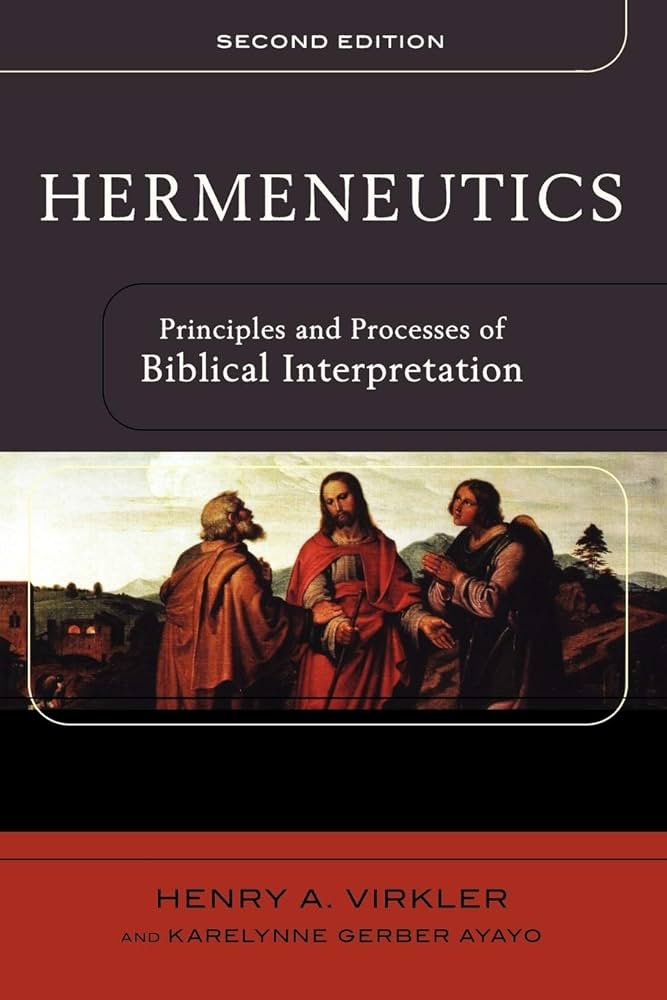 SECOND EDITION
HERMENEUTICS
Principles and Processes of
Biblical Interpretation
HENRY A. VIRKLER
AND KARELYNNE GERBER AYAYO